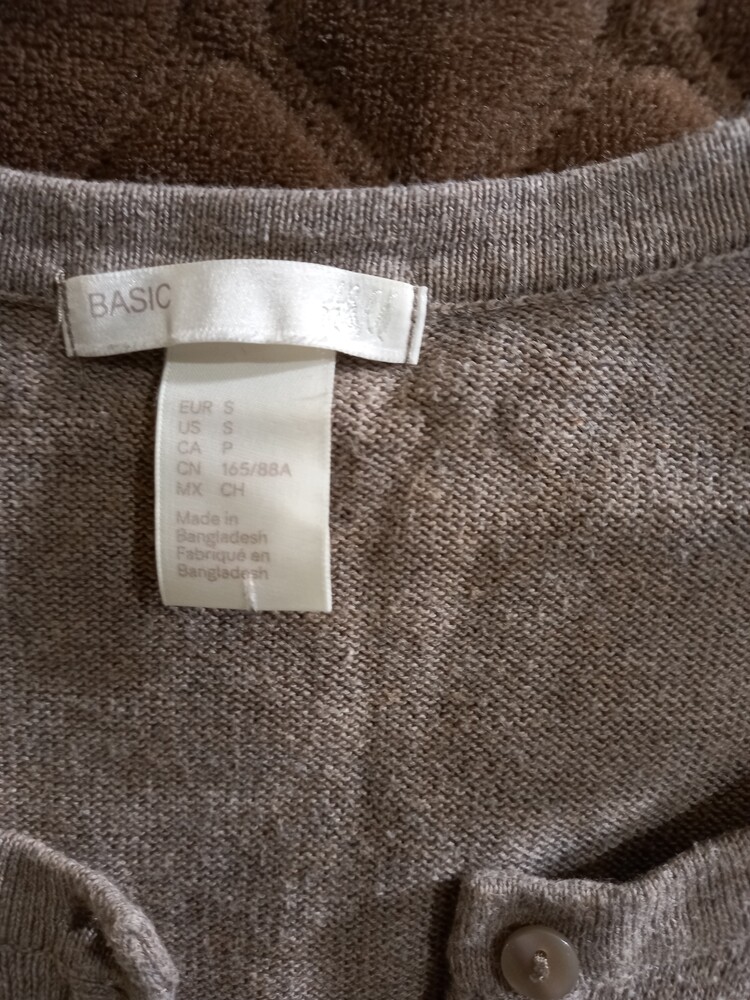 BASIC
EUR S
US S
CA P
CN 165/88A
MX CH
Made in
Bangladesh
Fabriqué en
Bangladesh